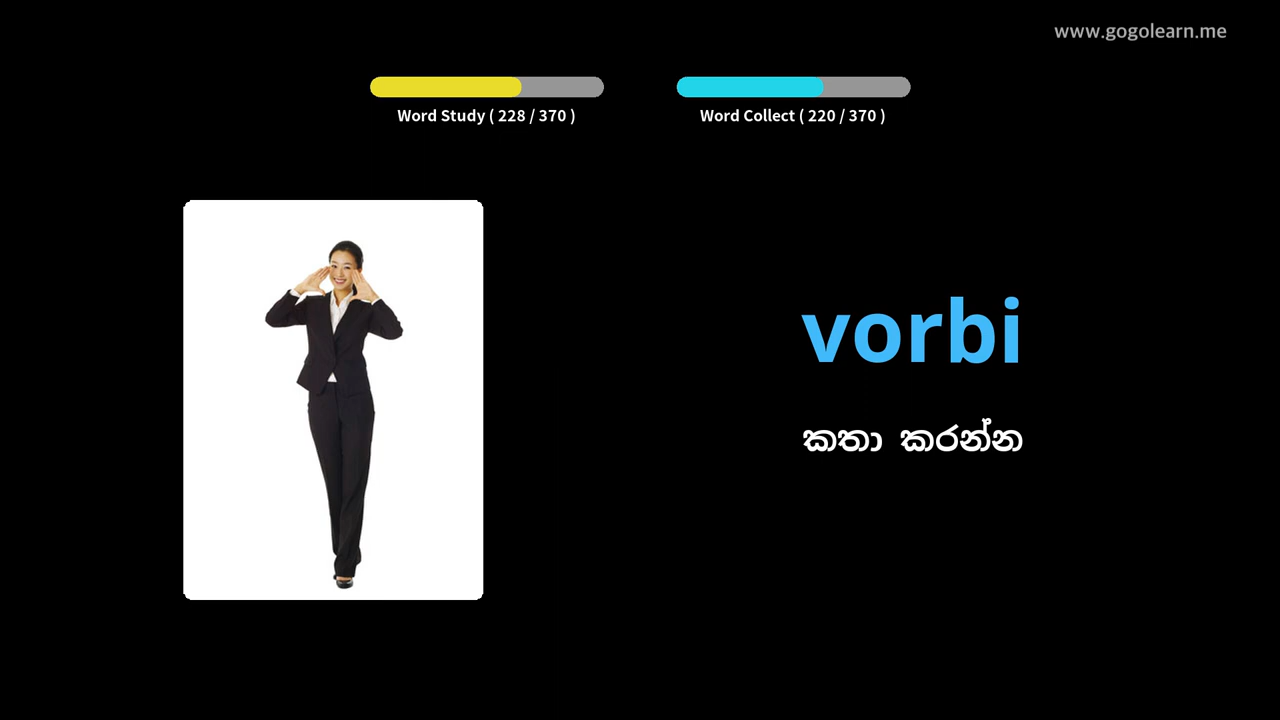 www.gogolearn.me
Word Study ( 228 / 370 )
Word Collect ( 220 / 370 )
vorbi
කතා කරන්න